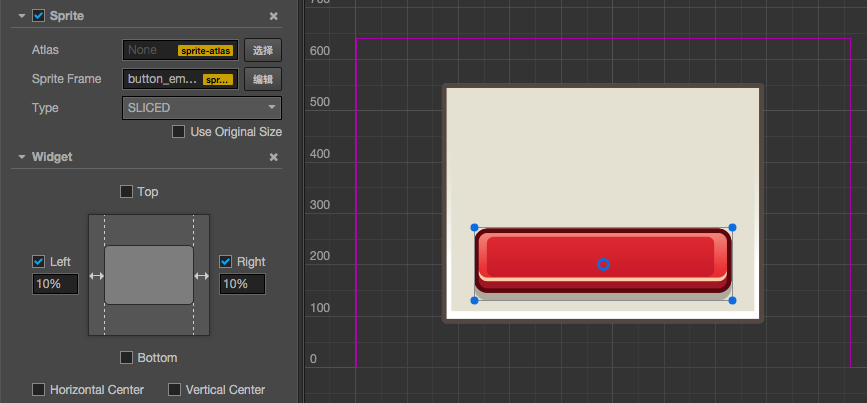 Sprite
Atlas None sprite-atlas 选择
Sprite Frame button_em... spr... 编辑
Type SLICED
Use Original Size
Widget
Top
Left Right
10% 10%
Bottom
Horizontal Center Vertical Center
700
600
500
400
300
200
100
0